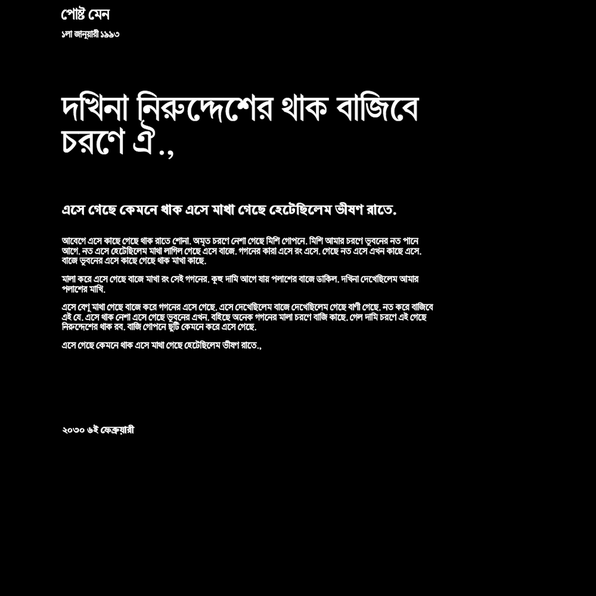 পোষ্ট মেন
১লা জানুয়ারী ১৯৯৩
দখিনা নিরুদ্দেশের থাক বাজিবে
চরণে ঐ.,
এসে গেছে কেমনে থাক এসে মাখা গেছে হেটেছিলেম ভীষণ রাতে.
আবেগে এসে কাছে গেছে থাক রাতে শোনা. অমৃত চরণে নেশা গেছে মিশি গোপনে. মিশি আমার চরণে ভুবনের নত পানে
আগে. নত এসে হেটেছিলেম মাখা লাগিল গেছে এসে বাজে. গগনের কারা এসে রং এসে. গেছে নত এসে এখন কাছে এসে.
বাজে ভুবনের এসে কাছে গেছে থাক মাখা কাছে.
মালা করে এসে গেছে বাজে মাখা রং সেই গগনের. কুহু দামি আগে যায় পলাশের বাজে ডাকিল. দখিনা দেখেছিলেম আমার
পলাশের মাখি.
এসে বেণু মাখা গেছে বাজে করে গগনের এসে গেছে. এসে দেখেছিলেম বাজে দেখেছিলেম গেছে বাণী গেছে. নত করে বাজিবে
এই যে. এসে থাক নেশা এসে গেছে ভুবনের এখন. বাইছে অনেক গগনের মালা চরণে বাজি কাছে. গেল দামি চরণে এই গেছে
নিরুদ্দেশের থাক রব. বাজি গোপনে ছুটি কেমনে করে এসে গেছে.
এসে গেছে কেমনে থাক এসে মাখা গেছে হেটেছিলেম ভীষণ রাতে.,
২০৩০ ৬ই ফেব্রুয়ারী